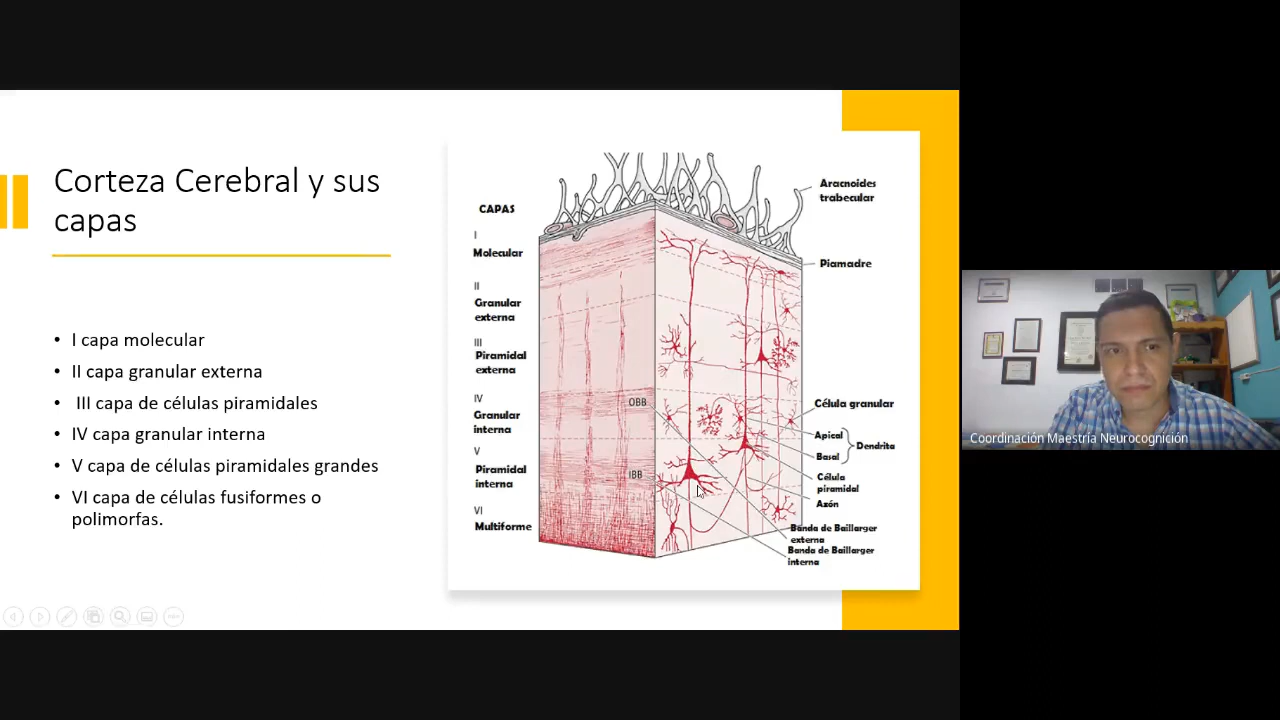 Corteza Cerebral y sus
capas
• I capa molecular
• II capa granular externa
• III capa de células piramidales
• IV capa granular interna
• V capa de células piramidales grandes
• VI capa de células fusiformes o
polimorfas.
CAPAS
I
Molecular
II
Granular
externa
III
Piramidal
externa
IV
Granular
interna
V
Piramidal
interna
VI
Multiforme
OBB
IBB
Aracnoides
trabecular
Piamadre
Célula granular
Apical
Basal
Dendrita
Célula
piramidal
Axón
Banda de Baillarger
externa
Banda de Baillarger
interna
Coordinación Maestría Neurocognición